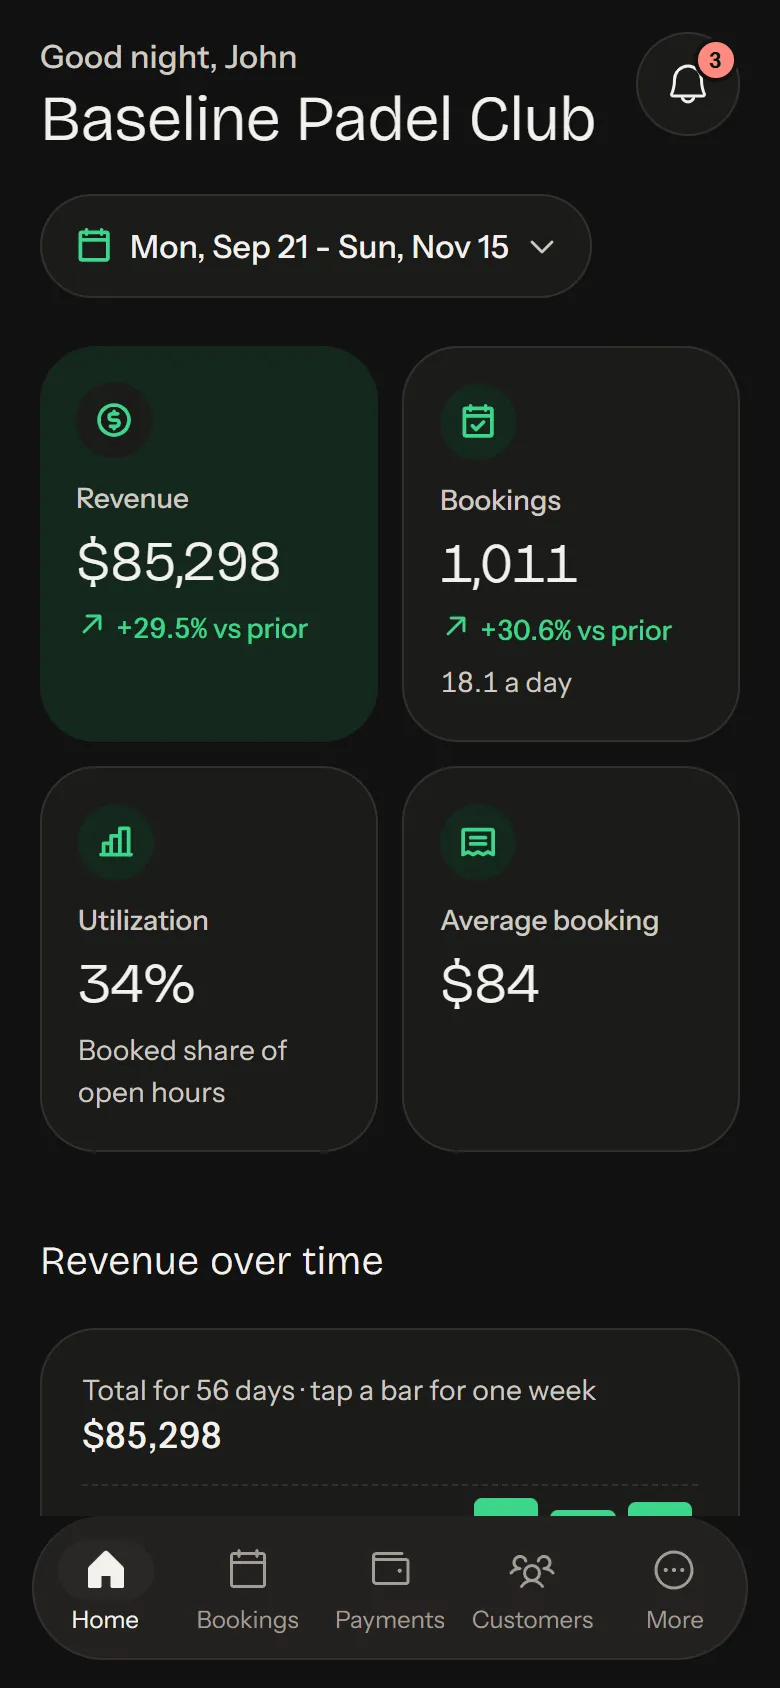 Good night, John
Baseline Padel Club
3
Mon, Sep 21 - Sun, Nov 15
Revenue
$85,298
+29.5% vs prior
Bookings
1,011
+30.6% vs prior
18.1 a day
Utilization
34%
Booked share of
open hours
Average booking
$84
Revenue over time
Total for 56 days · tap a bar for one week
$85,298
Home
Bookings
Payments
Customers
More